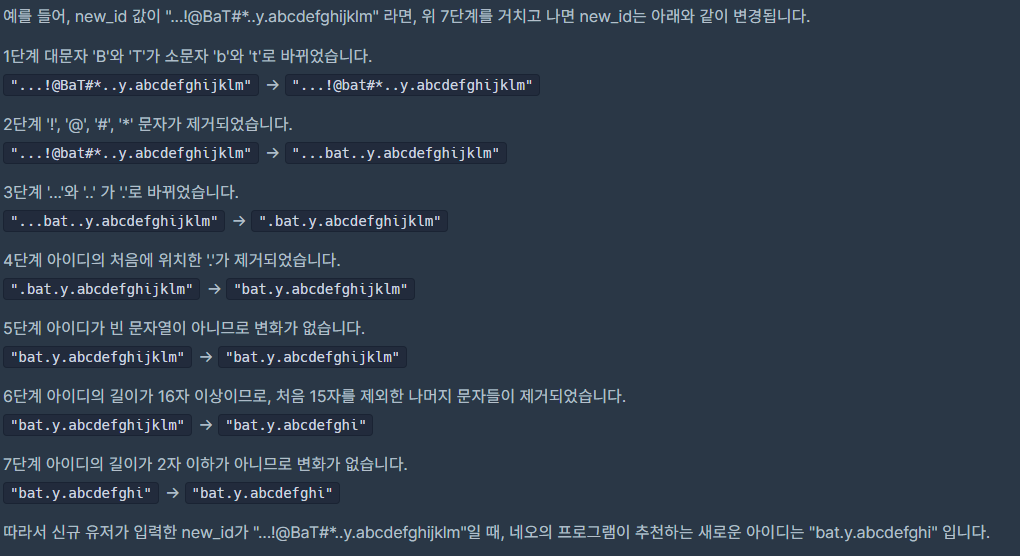 예를 들어, new_id 값이 "...!@BaT#*..y.abcdefghijklm" 라면, 위 7단계를 거치고 나면 new_id는 아래와 같이 변경됩니다.
1단계 대문자 'B'와 'T'가 소문자 'b'와 't'로 바뀌었습니다.
"...!@BaT#*..y.abcdefghijklm" → "...!@bat#*..y.abcdefghijklm"
2단계 '!', '@', '#', '*' 문자가 제거되었습니다.
"...!@bat#*..y.abcdefghijklm" → "...bat..y.abcdefghijklm"
3단계 '...'와 '..' 가 '.'로 바뀌었습니다.
"...bat..y.abcdefghijklm" → ".bat.y.abcdefghijklm"
4단계 아이디의 처음에 위치한 '.'가 제거되었습니다.
".bat.y.abcdefghijklm" → "bat.y.abcdefghijklm"
5단계 아이디가 빈 문자열이 아니므로 변화가 없습니다.
"bat.y.abcdefghijklm" → "bat.y.abcdefghijklm"
6단계 아이디의 길이가 16자 이상이므로, 처음 15자를 제외한 나머지 문자들이 제거되었습니다.
"bat.y.abcdefghijklm" → "bat.y.abcdefghi"
7단계 아이디의 길이가 2자 이하가 아니므로 변화가 없습니다.
"bat.y.abcdefghi" → "bat.y.abcdefghi"
따라서 신규 유저가 입력한 new_id가 "...!@BaT#*..y.abcdefghijklm"일 때, 네오의 프로그램이 추천하는 새로운 아이디는 "bat.y.abcdefghi" 입니다.